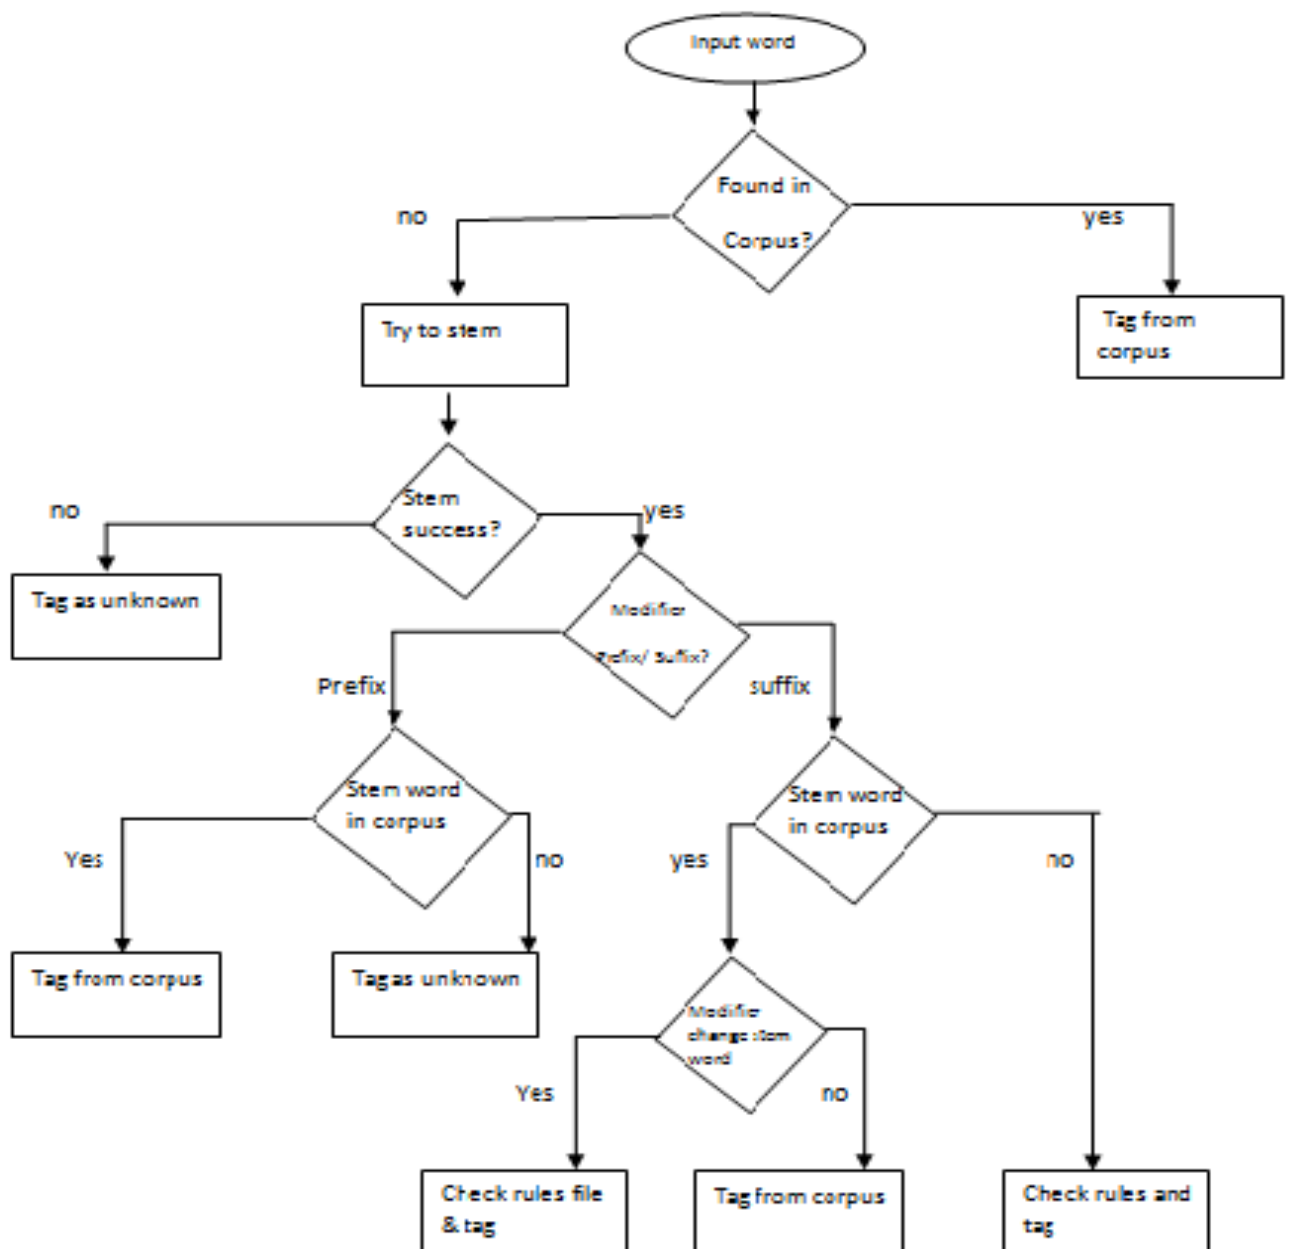 Input word
Found in
Corpus?
no
yes
Try to stem
Tag from
corpus
Stem
success?
no
yes
Tag as unknown
Modifier
Prefix/ Suffix?
Prefix
suffix
Stem word
in corpus
Stem word
in corpus
Yes
no
yes
no
Tag from corpus
Tag as unknown
Modifier
change stem
word
Yes
no
Check rules file
& tag
Tag from corpus
Check rules and
tag